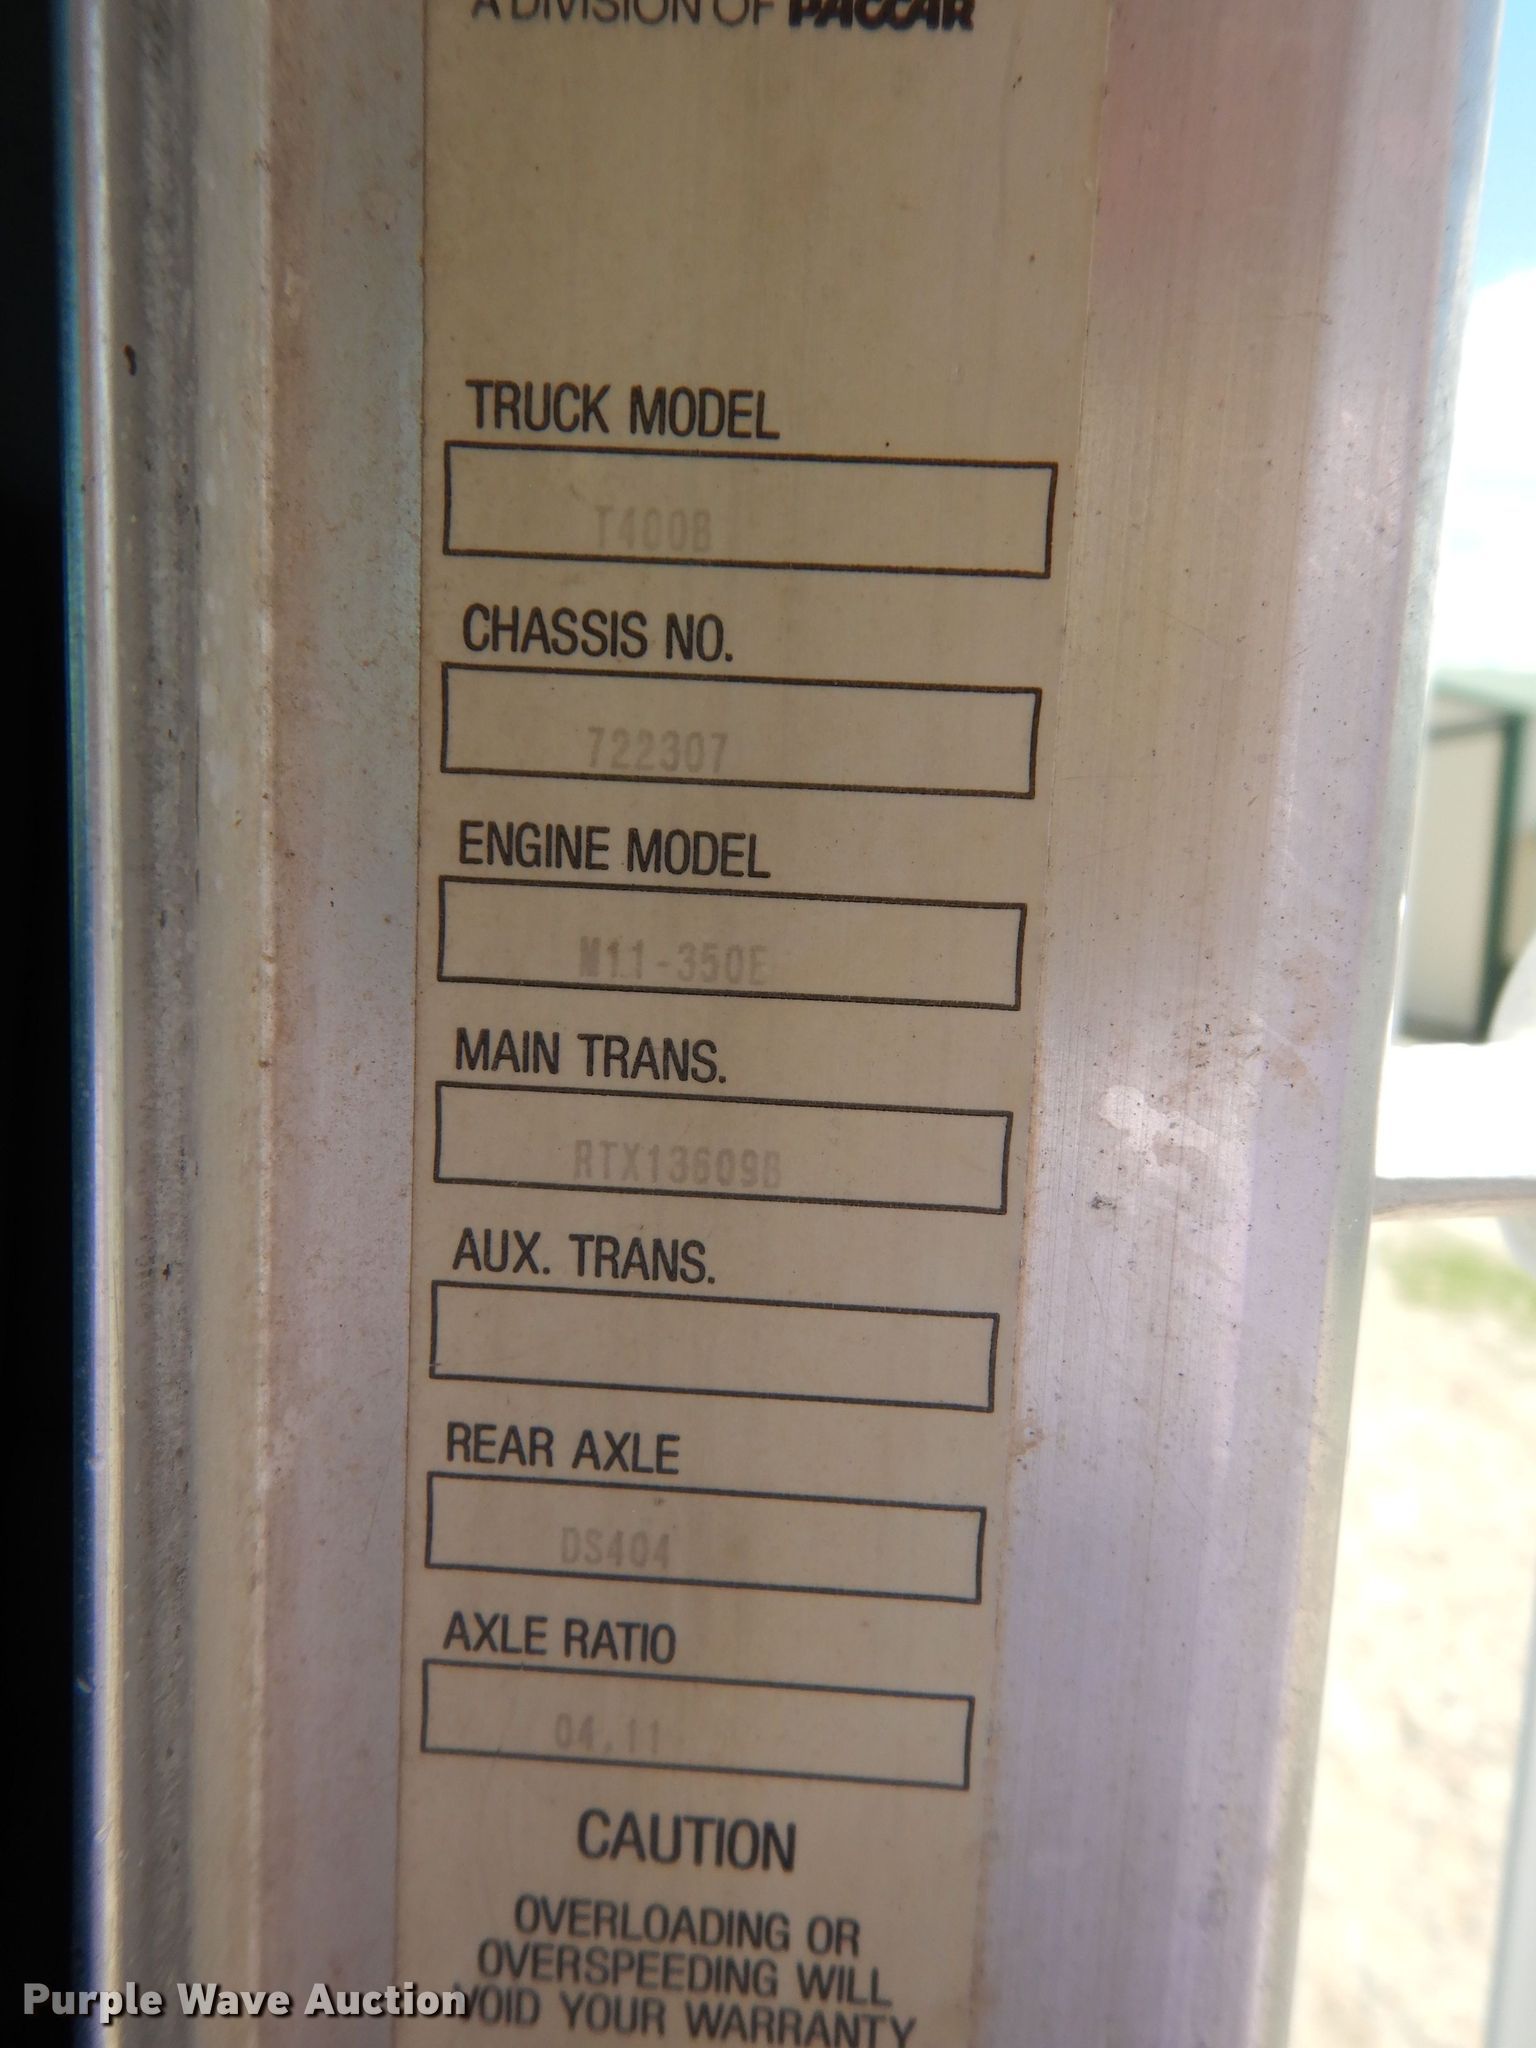 A DIVISION OF PACCAR
TRUCK MODEL
T400B
CHASSIS NO.
722307
ENGINE MODEL
M11-350E
MAIN TRANS.
RTX13609B
AUX. TRANS.
REAR AXLE
DS404
AXLE RATIO
04.11
CAUTION
OVERLOADING OR
OVERSPEEDING WILL
VOID YOUR WARRANTY
Purple Wave Auction